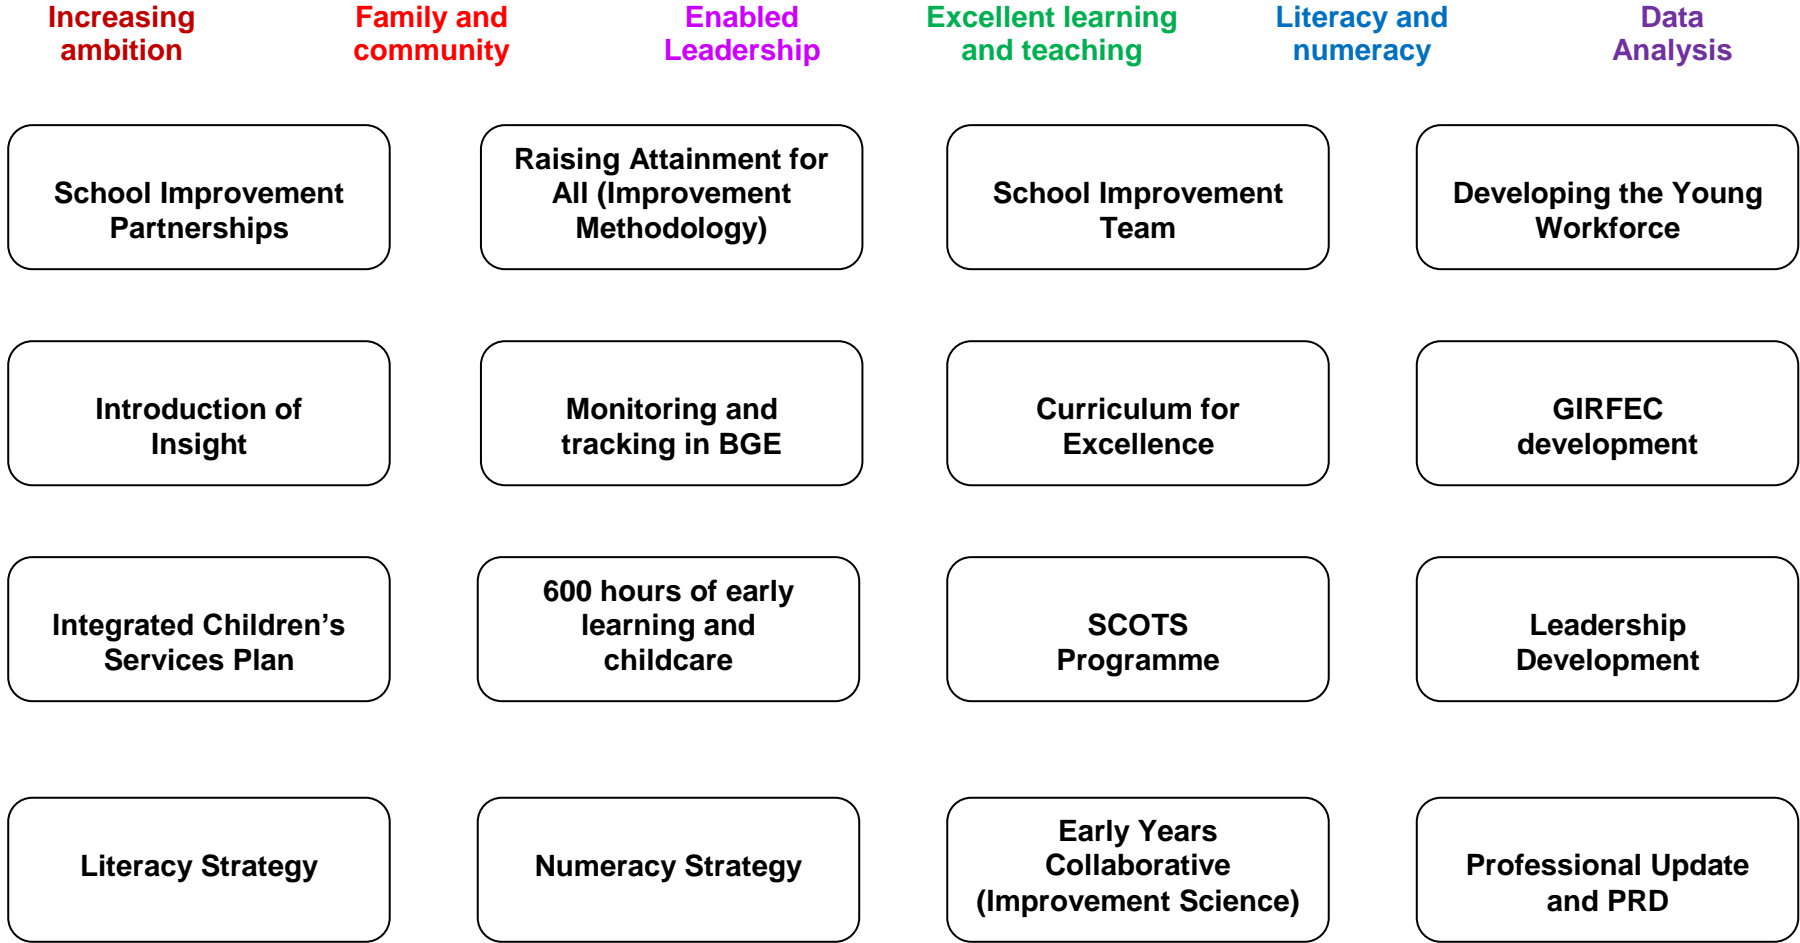 Increasing
ambition
Family and
community
Enabled
Leadership
Excellent learning
and teaching
Literacy and
numeracy
Data
Analysis
School Improvement
Partnerships
Raising Attainment for
All (Improvement
Methodology)
School Improvement
Team
Developing the Young
Workforce
Introduction of
Insight
Monitoring and
tracking in BGE
Curriculum for
Excellence
GIRFEC
development
Integrated Children’s
Services Plan
600 hours of early
learning and
childcare
SCOTS
Programme
Leadership
Development
Literacy Strategy
Numeracy Strategy
Early Years
Collaborative
(Improvement Science)
Professional Update
and PRD